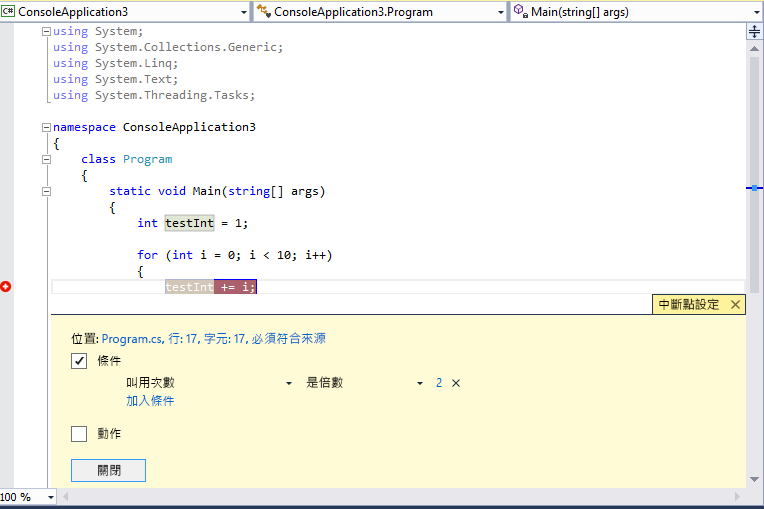 C# ConsoleApplication3 ConsoleApplication3.Program Main(string[] args)
using System;
using System.Collections.Generic;
using System.Linq;
using System.Text;
using System.Threading.Tasks;
namespace ConsoleApplication3
{
class Program
{
static void Main(string[] args)
{
int testInt = 1;
for (int i = 0; i < 10; i++)
{
testInt += i;
中斷點設定
位置: Program.cs, 行: 17, 字元: 17, 必須符合來源
條件
叫用次數 是倍數 2
加入條件
動作
關閉
100 %